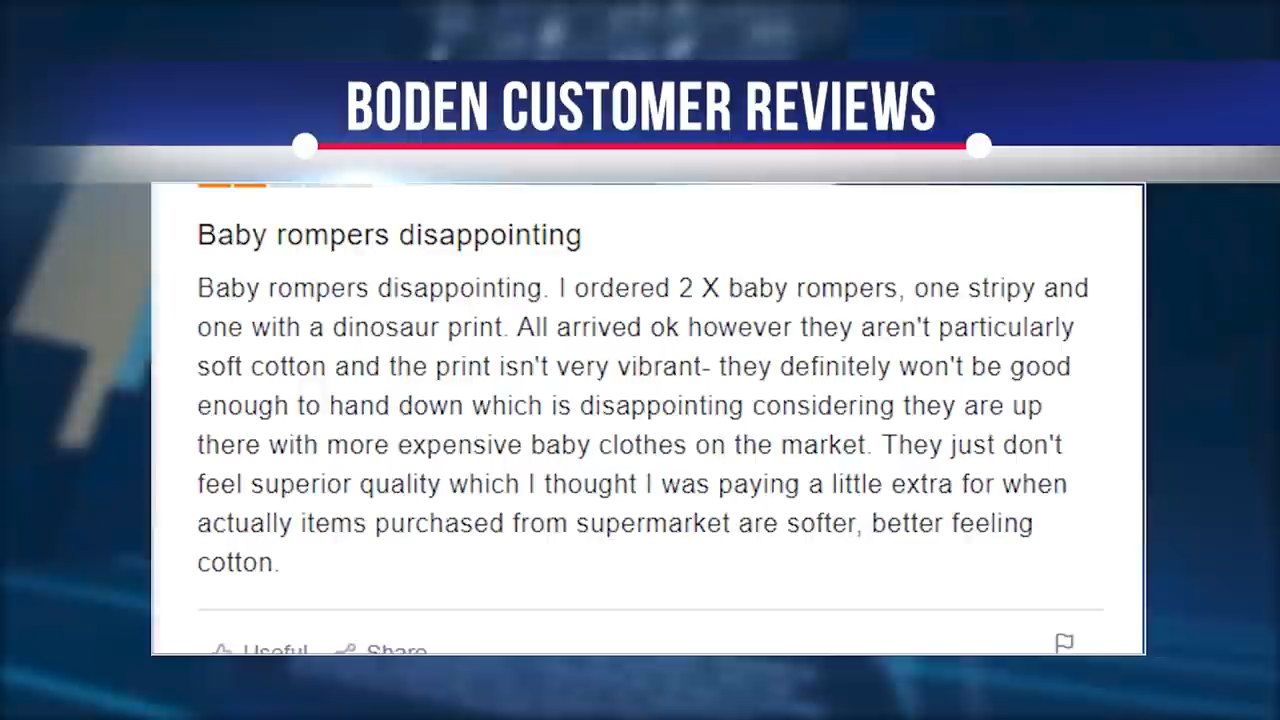 BODEN CUSTOMER REVIEWS
Baby rompers disappointing
Baby rompers disappointing. I ordered 2 X baby rompers, one stripy and
one with a dinosaur print. All arrived ok however they aren't particularly
soft cotton and the print isn't very vibrant- they definitely won't be good
enough to hand down which is disappointing considering they are up
there with more expensive baby clothes on the market. They just don't
feel superior quality which I thought I was paying a little extra for when
actually items purchased from supermarket are softer, better feeling
cotton.
Useful Share